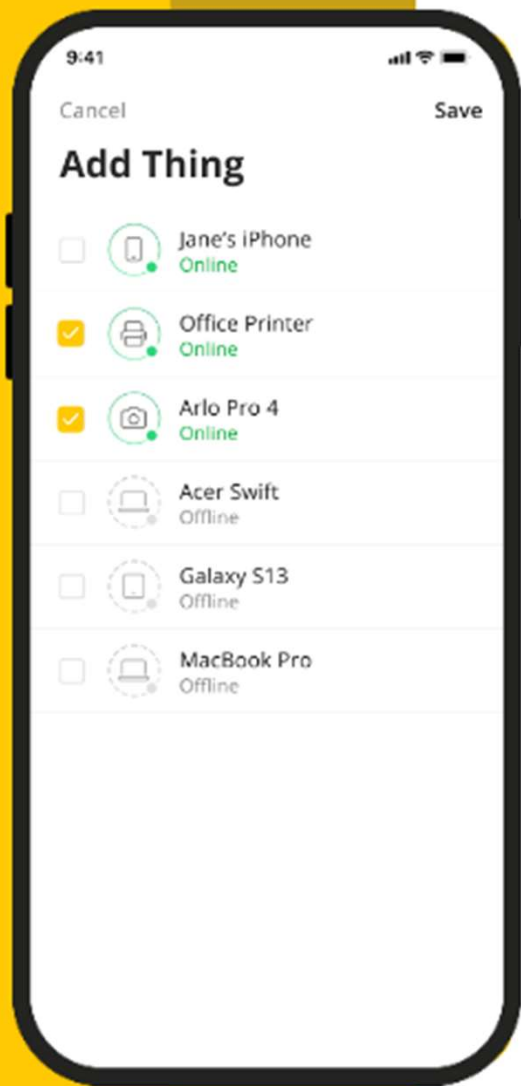 9:41
Cancel Save
Add Thing
Jane's iPhone
Online
Office Printer
Online
Arlo Pro 4
Online
Acer Swift
Offline
Galaxy S13
Offline
MacBook Pro
Offline